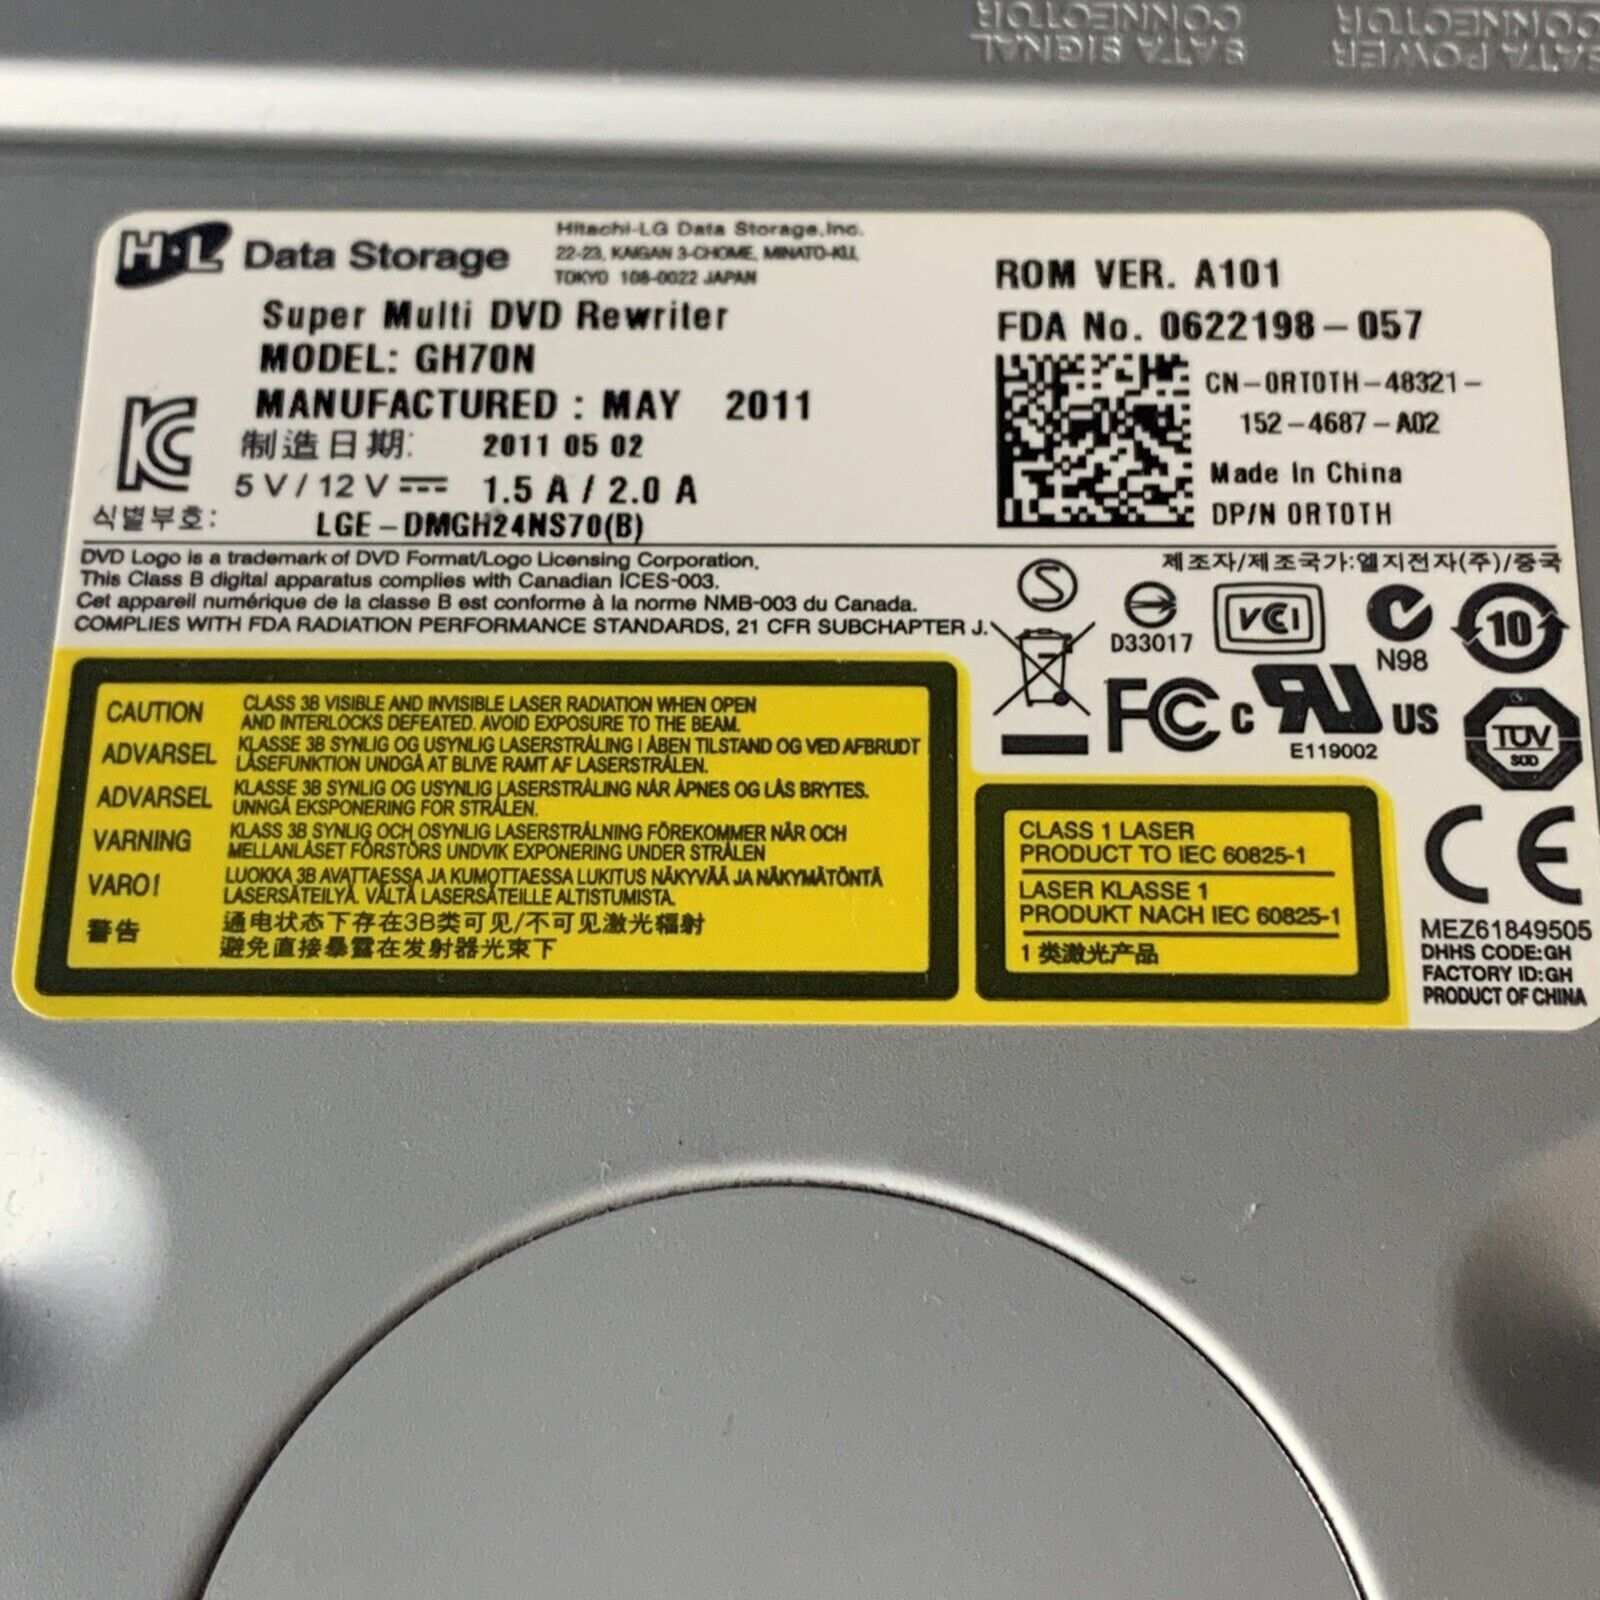 SATA SIGNAL
CONNECTOR
SATA POWER
CONNECTOR
H·L Data Storage
Hitachi-LG Data Storage,Inc.
22-23, KAIGAN 3-CHOME, MINATO-KU,
TOKYO 108-0022 JAPAN
Super Multi DVD Rewriter
MODEL: GH70N
MANUFACTURED : MAY 2011
制造日期: 2011 05 02
5 V / 12 V 1.5 A / 2.0 A
식별부호: LGE-DMGH24NS70(B)
ROM VER. A101
FDA No. 0622198-057
CN-0RT0TH-48321-
152-4687-A02
Made In China
DP/N 0RT0TH
DVD Logo is a trademark of DVD Format/Logo Licensing Corporation.
This Class B digital apparatus complies with Canadian ICES-003.
Cet appareil numérique de la classe B est conforme à la norme NMB-003 du Canada.
COMPLIES WITH FDA RADIATION PERFORMANCE STANDARDS, 21 CFR SUBCHAPTER J.
제조자/제조국가:엘지전자(주)/중국
S
D33017
VCI
N98
10
FC
c RU US
E119002
TÜV
SÜD
CE
CAUTION CLASS 3B VISIBLE AND INVISIBLE LASER RADIATION WHEN OPEN
AND INTERLOCKS DEFEATED. AVOID EXPOSURE TO THE BEAM.
ADVARSEL KLASSE 3B SYNLIG OG USYNLIG LASERSTRÅLING I ÅBEN TILSTAND OG VED AFBRUDT
LÅSEFUNKTION UNDGÅ AT BLIVE RAMT AF LASERSTRÅLEN.
ADVARSEL KLASSE 3B SYNLIG OG USYNLIG LASERSTRÅLING NÅR ÅPNES OG LÅS BRYTES.
UNNGÅ EKSPONERING FOR STRÅLEN.
VARNING KLASS 3B SYNLIG OCH OSYNLIG LASERSTRÅLNING FÖREKOMMER NÄR OCH
MELLANLÅSET FÖRSTÖRS UNDVIK EXPONERING UNDER STRÅLEN
VARO! LUOKKA 3B AVATTAESSA JA KUMOTTAESSA LUKITUS NÄKYVÄÄ JA NÄKYMÄTÖNTÄ
LASERSÄTEILYÄ. VÄLTÄ LASERSÄTEILLE ALTISTUMISTA.
警告 通电状态下存在3B类可见/不可见激光辐射
避免直接暴露在发射器光束下
CLASS 1 LASER
PRODUCT TO IEC 60825-1
LASER KLASSE 1
PRODUKT NACH IEC 60825-1
1 类激光产品
MEZ61849505
DHHS CODE:GH
FACTORY ID:GH
PRODUCT OF CHINA